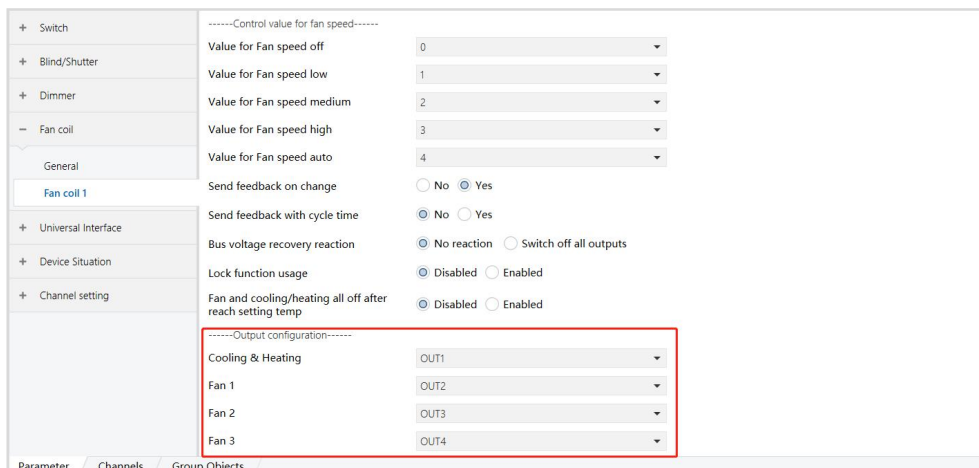 + Switch
+ Blind/Shutter
+ Dimmer
− Fan coil
General
Fan coil 1
+ Universal Interface
+ Device Situation
+ Channel setting
------Control value for fan speed------
Value for Fan speed off 0
Value for Fan speed low 1
Value for Fan speed medium 2
Value for Fan speed high 3
Value for Fan speed auto 4
Send feedback on change No Yes
Send feedback with cycle time No Yes
Bus voltage recovery reaction No reaction Switch off all outputs
Lock function usage Disabled Enabled
Fan and cooling/heating all off after
reach setting temp Disabled Enabled
------Output configuration------
Cooling & Heating OUT1
Fan 1 OUT2
Fan 2 OUT3
Fan 3 OUT4
Parameter Channels Group Objects